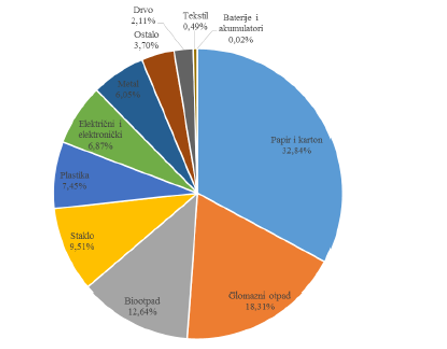 Drvo
2,11%
Tekstil
0,49%
Baterije i
akumulatori
0,02%
Ostalo
3,70%
Metal
Električni i
elektronički
6,87%
Papir i karton
32,84%
Plastika
7,45%
Staklo
9,51%
Biootpad
12,64%
Glomazni otpad
18,31%